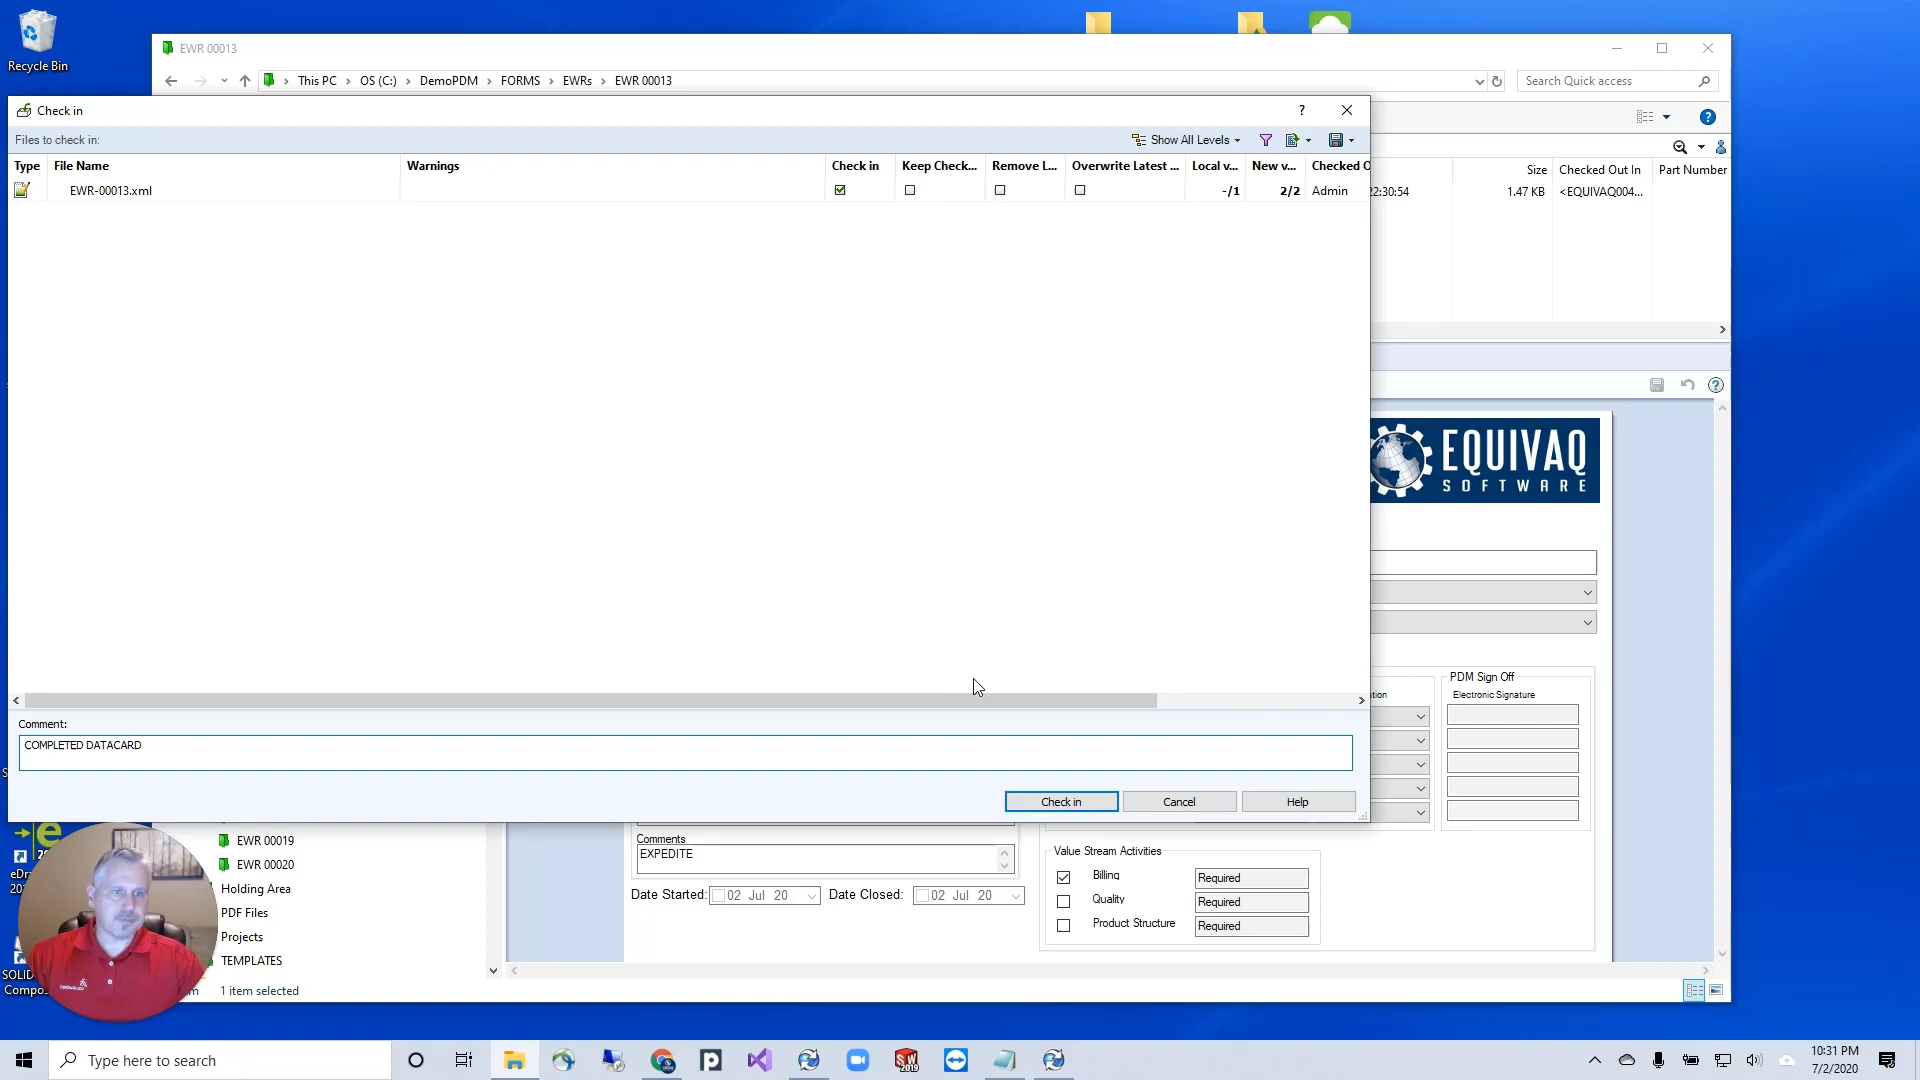 Recycle Bin
EWR 00013
This PC > OS (C:) > DemoPDM > FORMS > EWRs > EWR 00013
Search Quick access
Check in
?
Files to check in:
Show All Levels
Type File Name Warnings Check in Keep Check... Remove L... Overwrite Latest ... Local v... New v... Checked O
EWR-00013.xml -/1 2/2 Admin
Size Checked Out In Part Number
22:30:54 1.47 KB <EQUIVAQ004...
EQUIVAQ
SOFTWARE
PDM Sign Off
Electronic Signature
Comment:
COMPLETED DATACARD
Check in Cancel Help
EWR 00019
EWR 00020
Holding Area
PDF Files
Projects
TEMPLATES
1 item selected
Comments
EXPEDITE
Date Started: 02 Jul 20 Date Closed: 02 Jul 20
Value Stream Activities
Billing Required
Quality Required
Product Structure Required
Type here to search
SW
2019
10:31 PM
7/2/2020